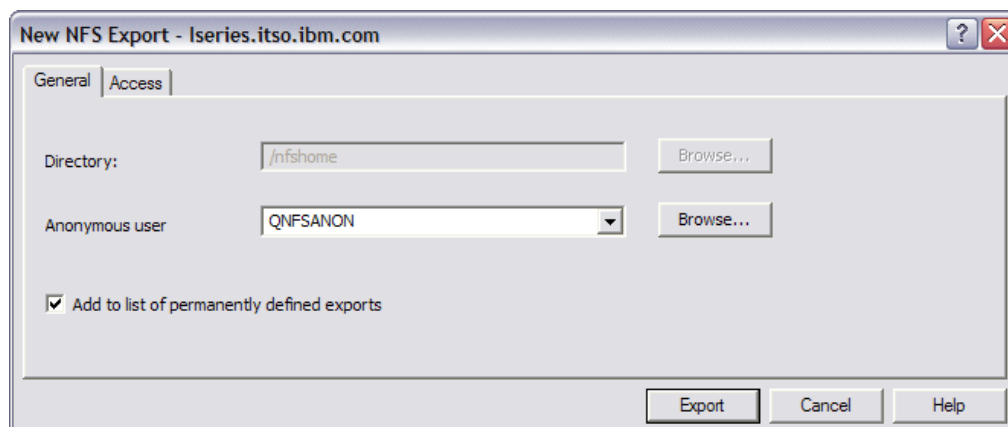 New NFS Export - Iseries.itso.ibm.com
General
Access
Directory:
/nfshome
Browse...
Anonymous user
QNFSANON
Browse...
Add to list of permanently defined exports
Export
Cancel
Help